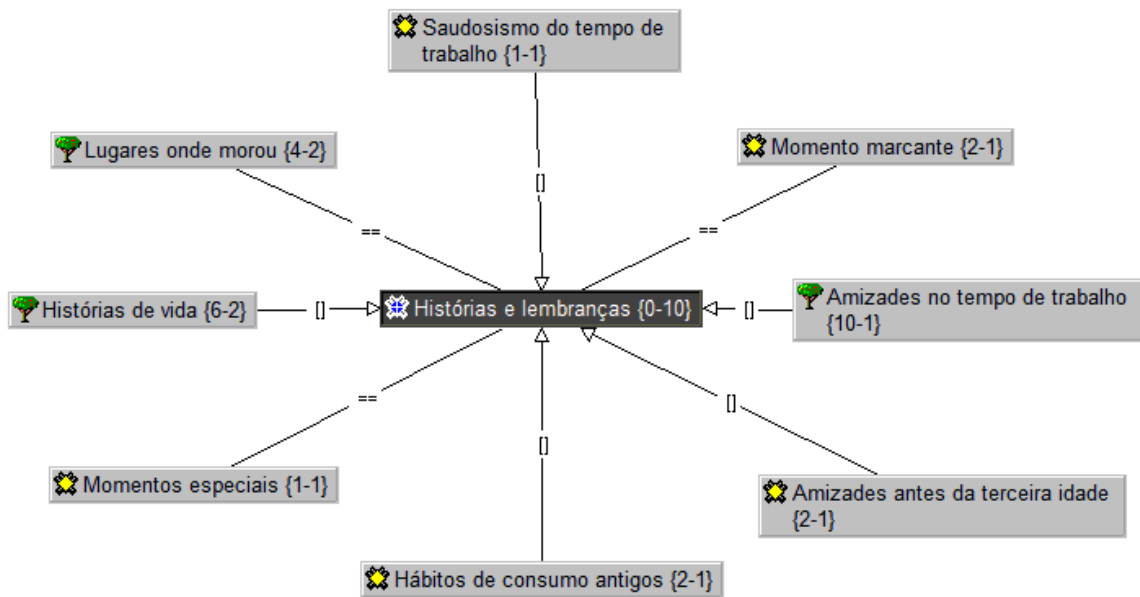 Saudosismo do tempo de
trabalho {1-1}
Lugares onde morou {4-2}
Momento marcante {2-1}
[]
==
==
Histórias de vida {6-2}
[]
Histórias e lembranças {0-10}
[]
Amizades no tempo de trabalho
{10-1}
==
[]
[]
Momentos especiais {1-1}
Amizades antes da terceira idade
{2-1}
Hábitos de consumo antigos {2-1}